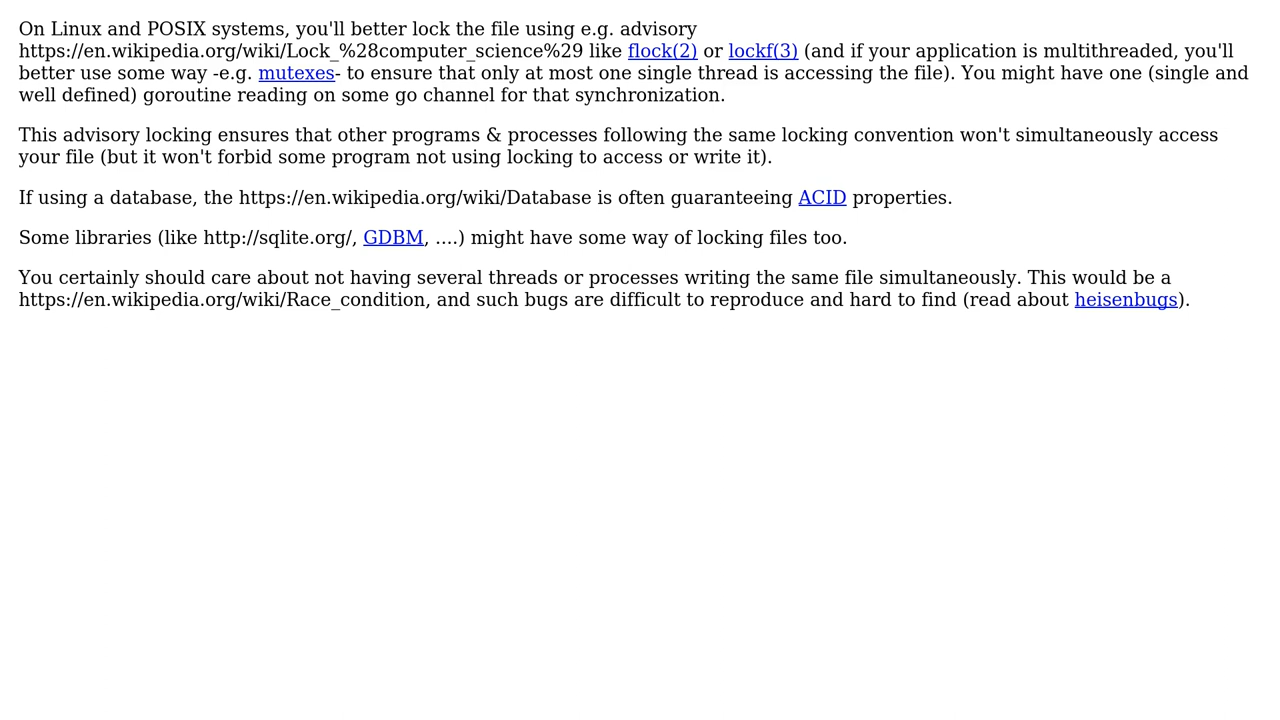 On Linux and POSIX systems, you'll better lock the file using e.g. advisory
https://en.wikipedia.org/wiki/Lock_%28computer_science%29 like flock(2) or lockf(3) (and if your application is multithreaded, you'll
better use some way -e.g. mutexes- to ensure that only at most one single thread is accessing the file). You might have one (single and
well defined) goroutine reading on some go channel for that synchronization.
This advisory locking ensures that other programs & processes following the same locking convention won't simultaneously access
your file (but it won't forbid some program not using locking to access or write it).
If using a database, the https://en.wikipedia.org/wiki/Database is often guaranteeing ACID properties.
Some libraries (like http://sqlite.org/, GDBM, ....) might have some way of locking files too.
You certainly should care about not having several threads or processes writing the same file simultaneously. This would be a
https://en.wikipedia.org/wiki/Race_condition, and such bugs are difficult to reproduce and hard to find (read about heisenbugs).